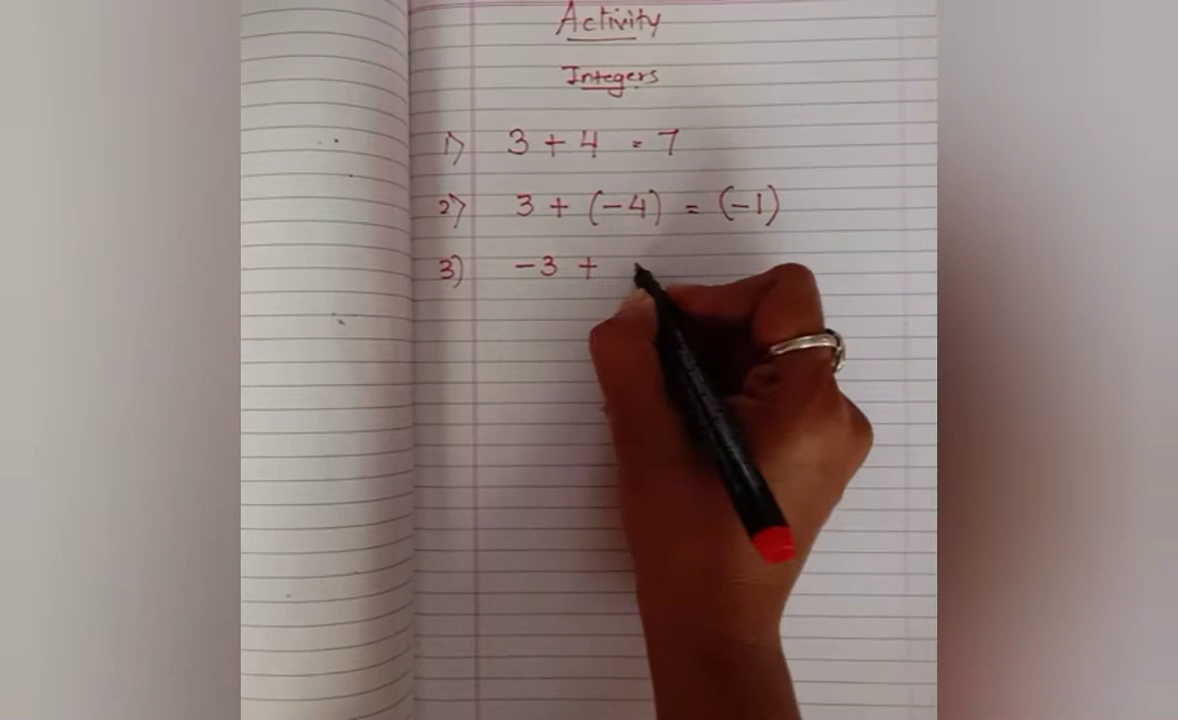 Activity
Integers
1) 3 + 4 = 7
2) 3 + (-4) = (-1)
3) -3 +